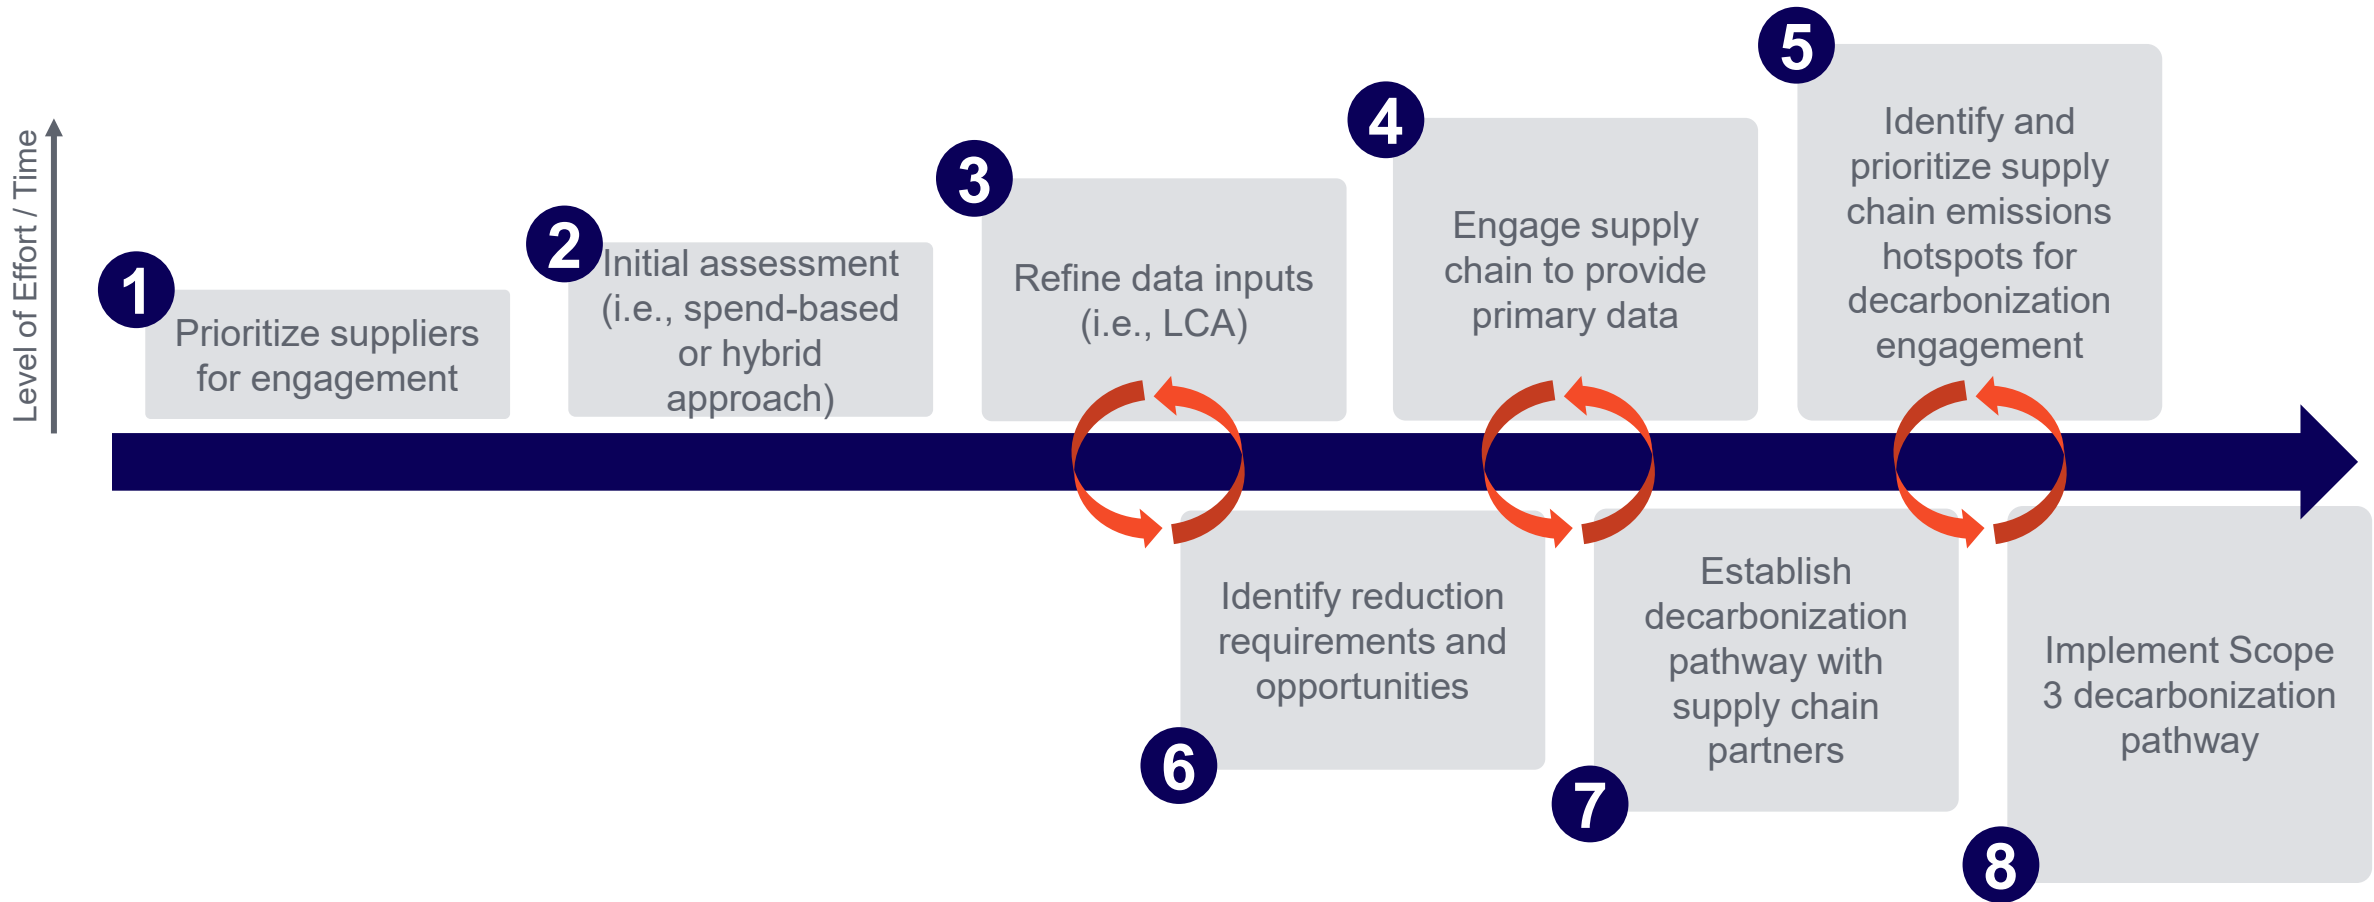 Level of Effort / Time
1
Prioritize suppliers
for engagement
2
Initial assessment
(i.e., spend-based
or hybrid
approach)
3
Refine data inputs
(i.e., LCA)
4
Engage supply
chain to provide
primary data
5
Identify and
prioritize supply
chain emissions
hotspots for
decarbonization
engagement
6
Identify reduction
requirements and
opportunities
7
Establish
decarbonization
pathway with
supply chain
partners
8
Implement Scope
3 decarbonization
pathway